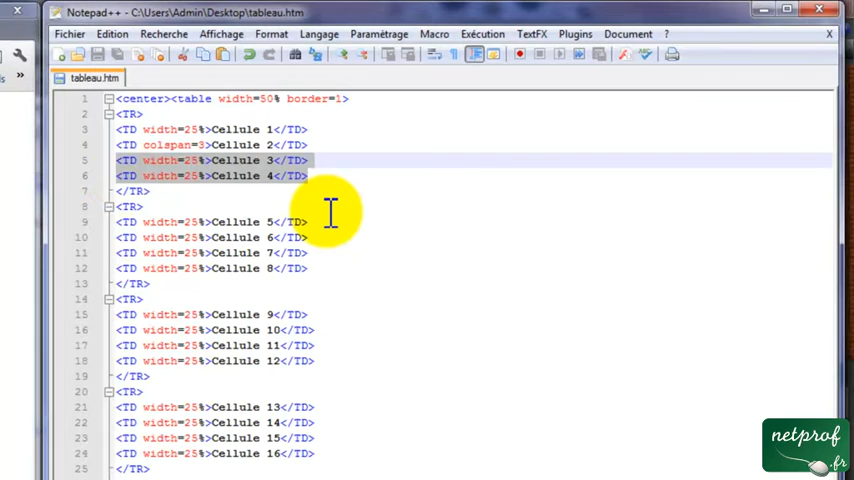 Notepad++ - C:\Users\Admin\Desktop\tableau.htm
Fichier Edition Recherche Affichage Format Langage Paramétrage Macro Exécution TextFX Plugins Document X
tableau.htm
1 <center><table width=50% border=1>
2 <TR>
3 <TD width=25%>Cellule 1</TD>
4 <TD colspan=3>Cellule 2</TD>
5 <TD width=25%>Cellule 3</TD>
6 <TD width=25%>Cellule 4</TD>
7 </TR>
8 <TR>
9 <TD width=25%>Cellule 5</TD>
10 <TD width=25%>Cellule 6</TD>
11 <TD width=25%>Cellule 7</TD>
12 <TD width=25%>Cellule 8</TD>
13 </TR>
14 <TR>
15 <TD width=25%>Cellule 9</TD>
16 <TD width=25%>Cellule 10</TD>
17 <TD width=25%>Cellule 11</TD>
18 <TD width=25%>Cellule 12</TD>
19 </TR>
20 <TR>
21 <TD width=25%>Cellule 13</TD>
22 <TD width=25%>Cellule 14</TD>
23 <TD width=25%>Cellule 15</TD>
24 <TD width=25%>Cellule 16</TD>
25 </TR>
netprof
.fr